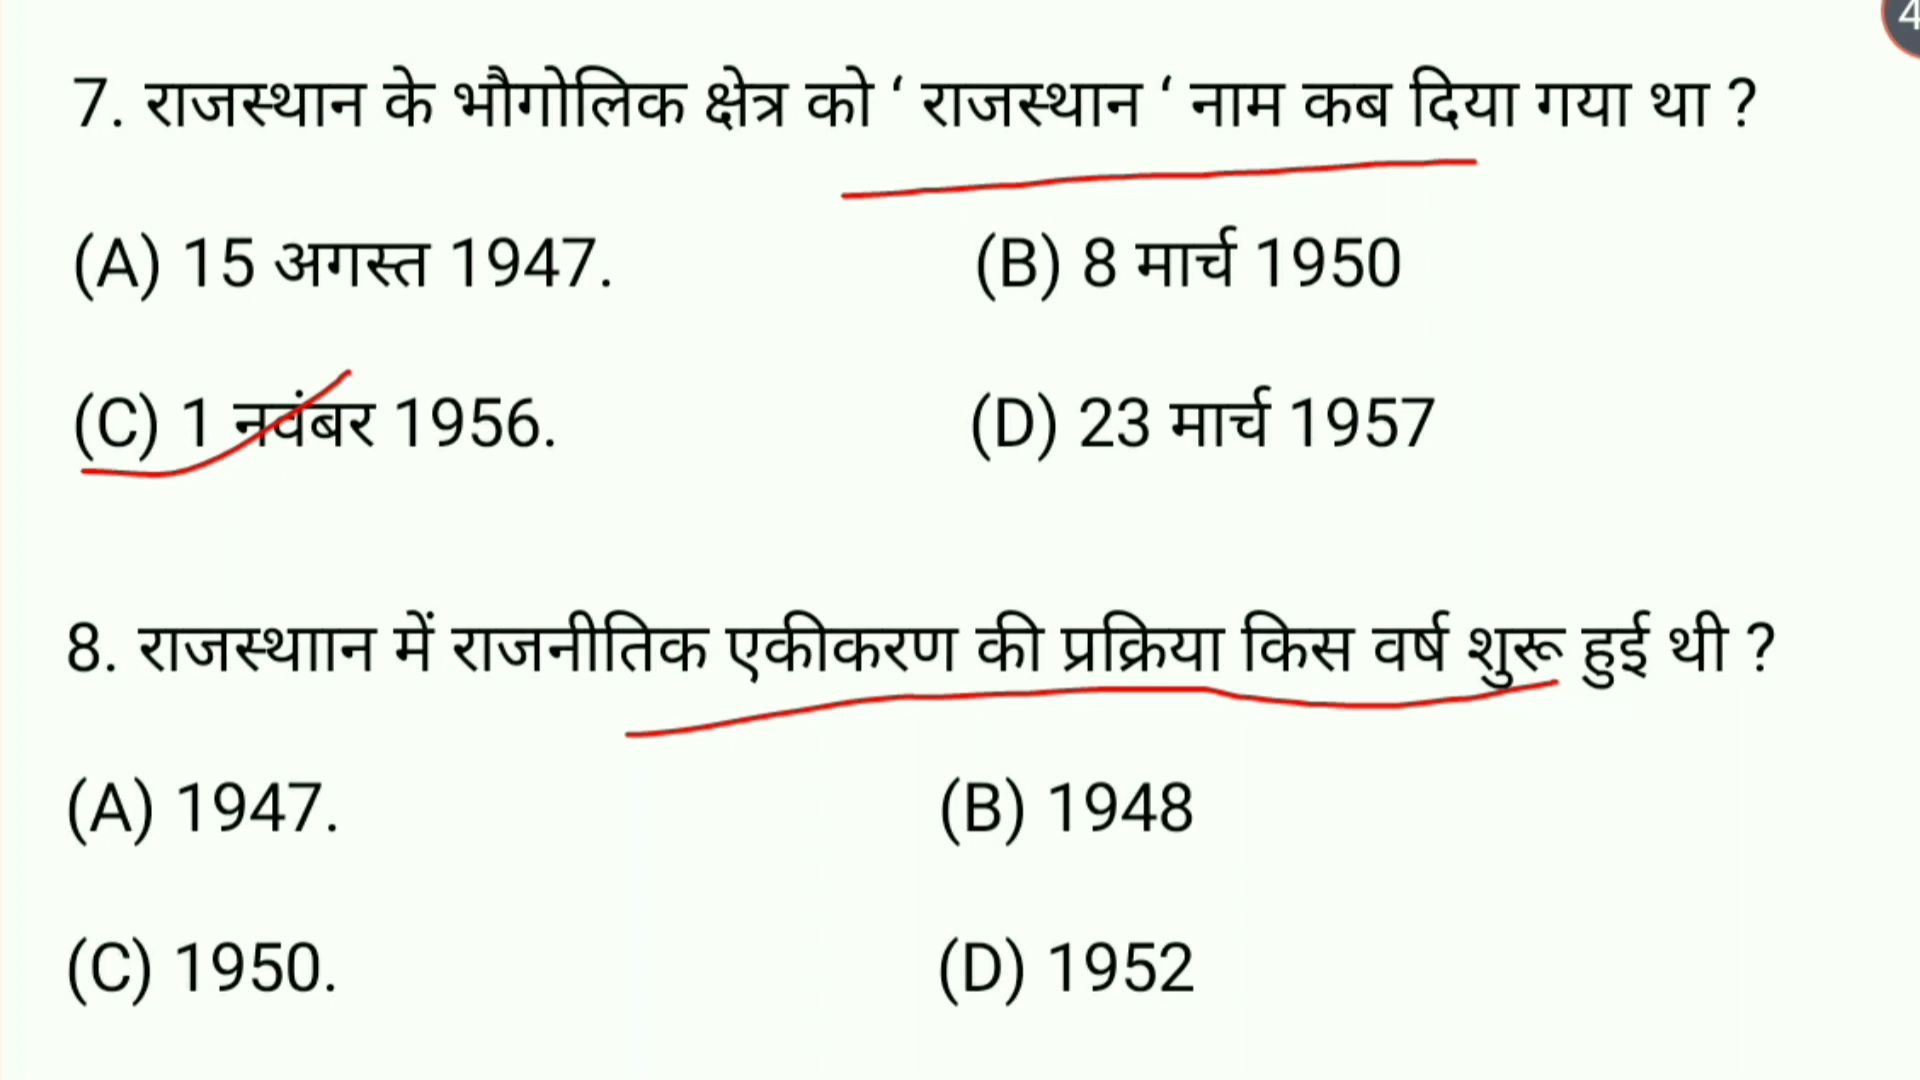 4
7. राजस्थान के भौगोलिक क्षेत्र को ‘ राजस्थान ‘ नाम कब दिया गया था ?
(A) 15 अगस्त 1947. (B) 8 मार्च 1950
(C) 1 नवंबर 1956. (D) 23 मार्च 1957
8. राजस्थाान में राजनीतिक एकीकरण की प्रक्रिया किस वर्ष शुरू हुई थी ?
(A) 1947. (B) 1948
(C) 1950. (D) 1952